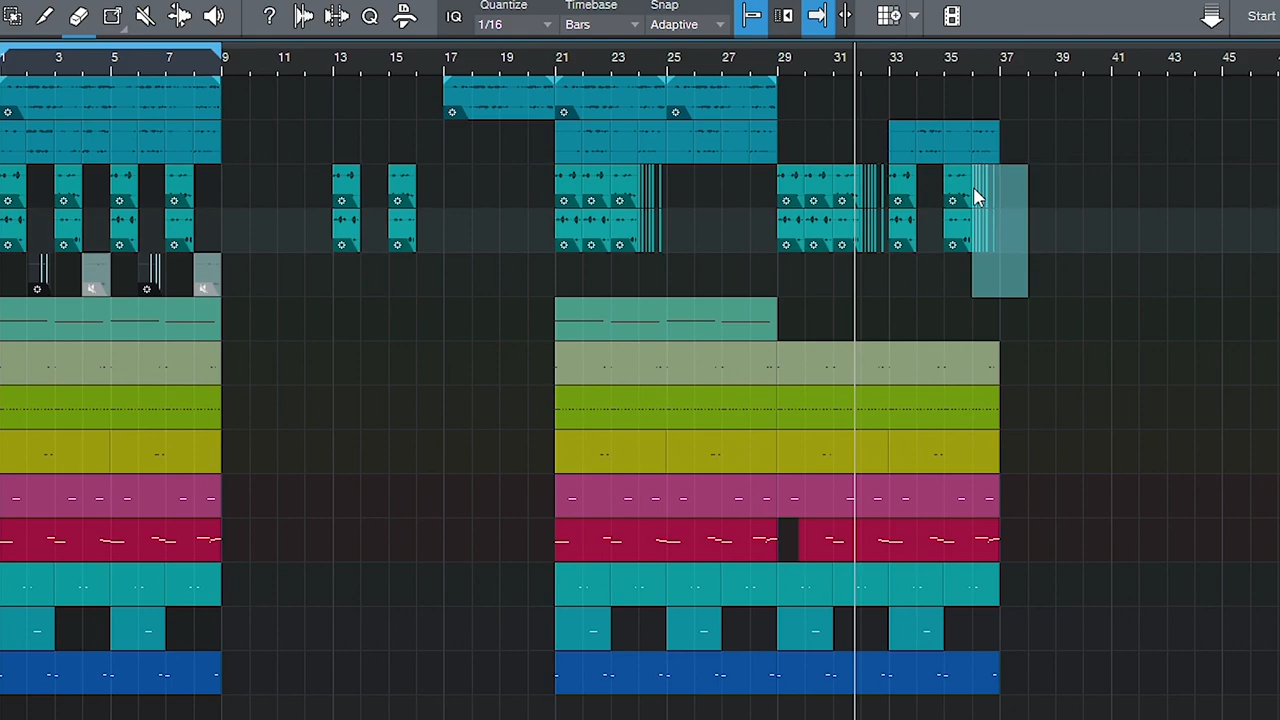 Quantize Timebase Snap
? IQ 1/16 Bars Adaptive Start
1 3 5 7 9 11 13 15 17 19 21 23 25 27 29 31 33 35 37 39 41 43 45